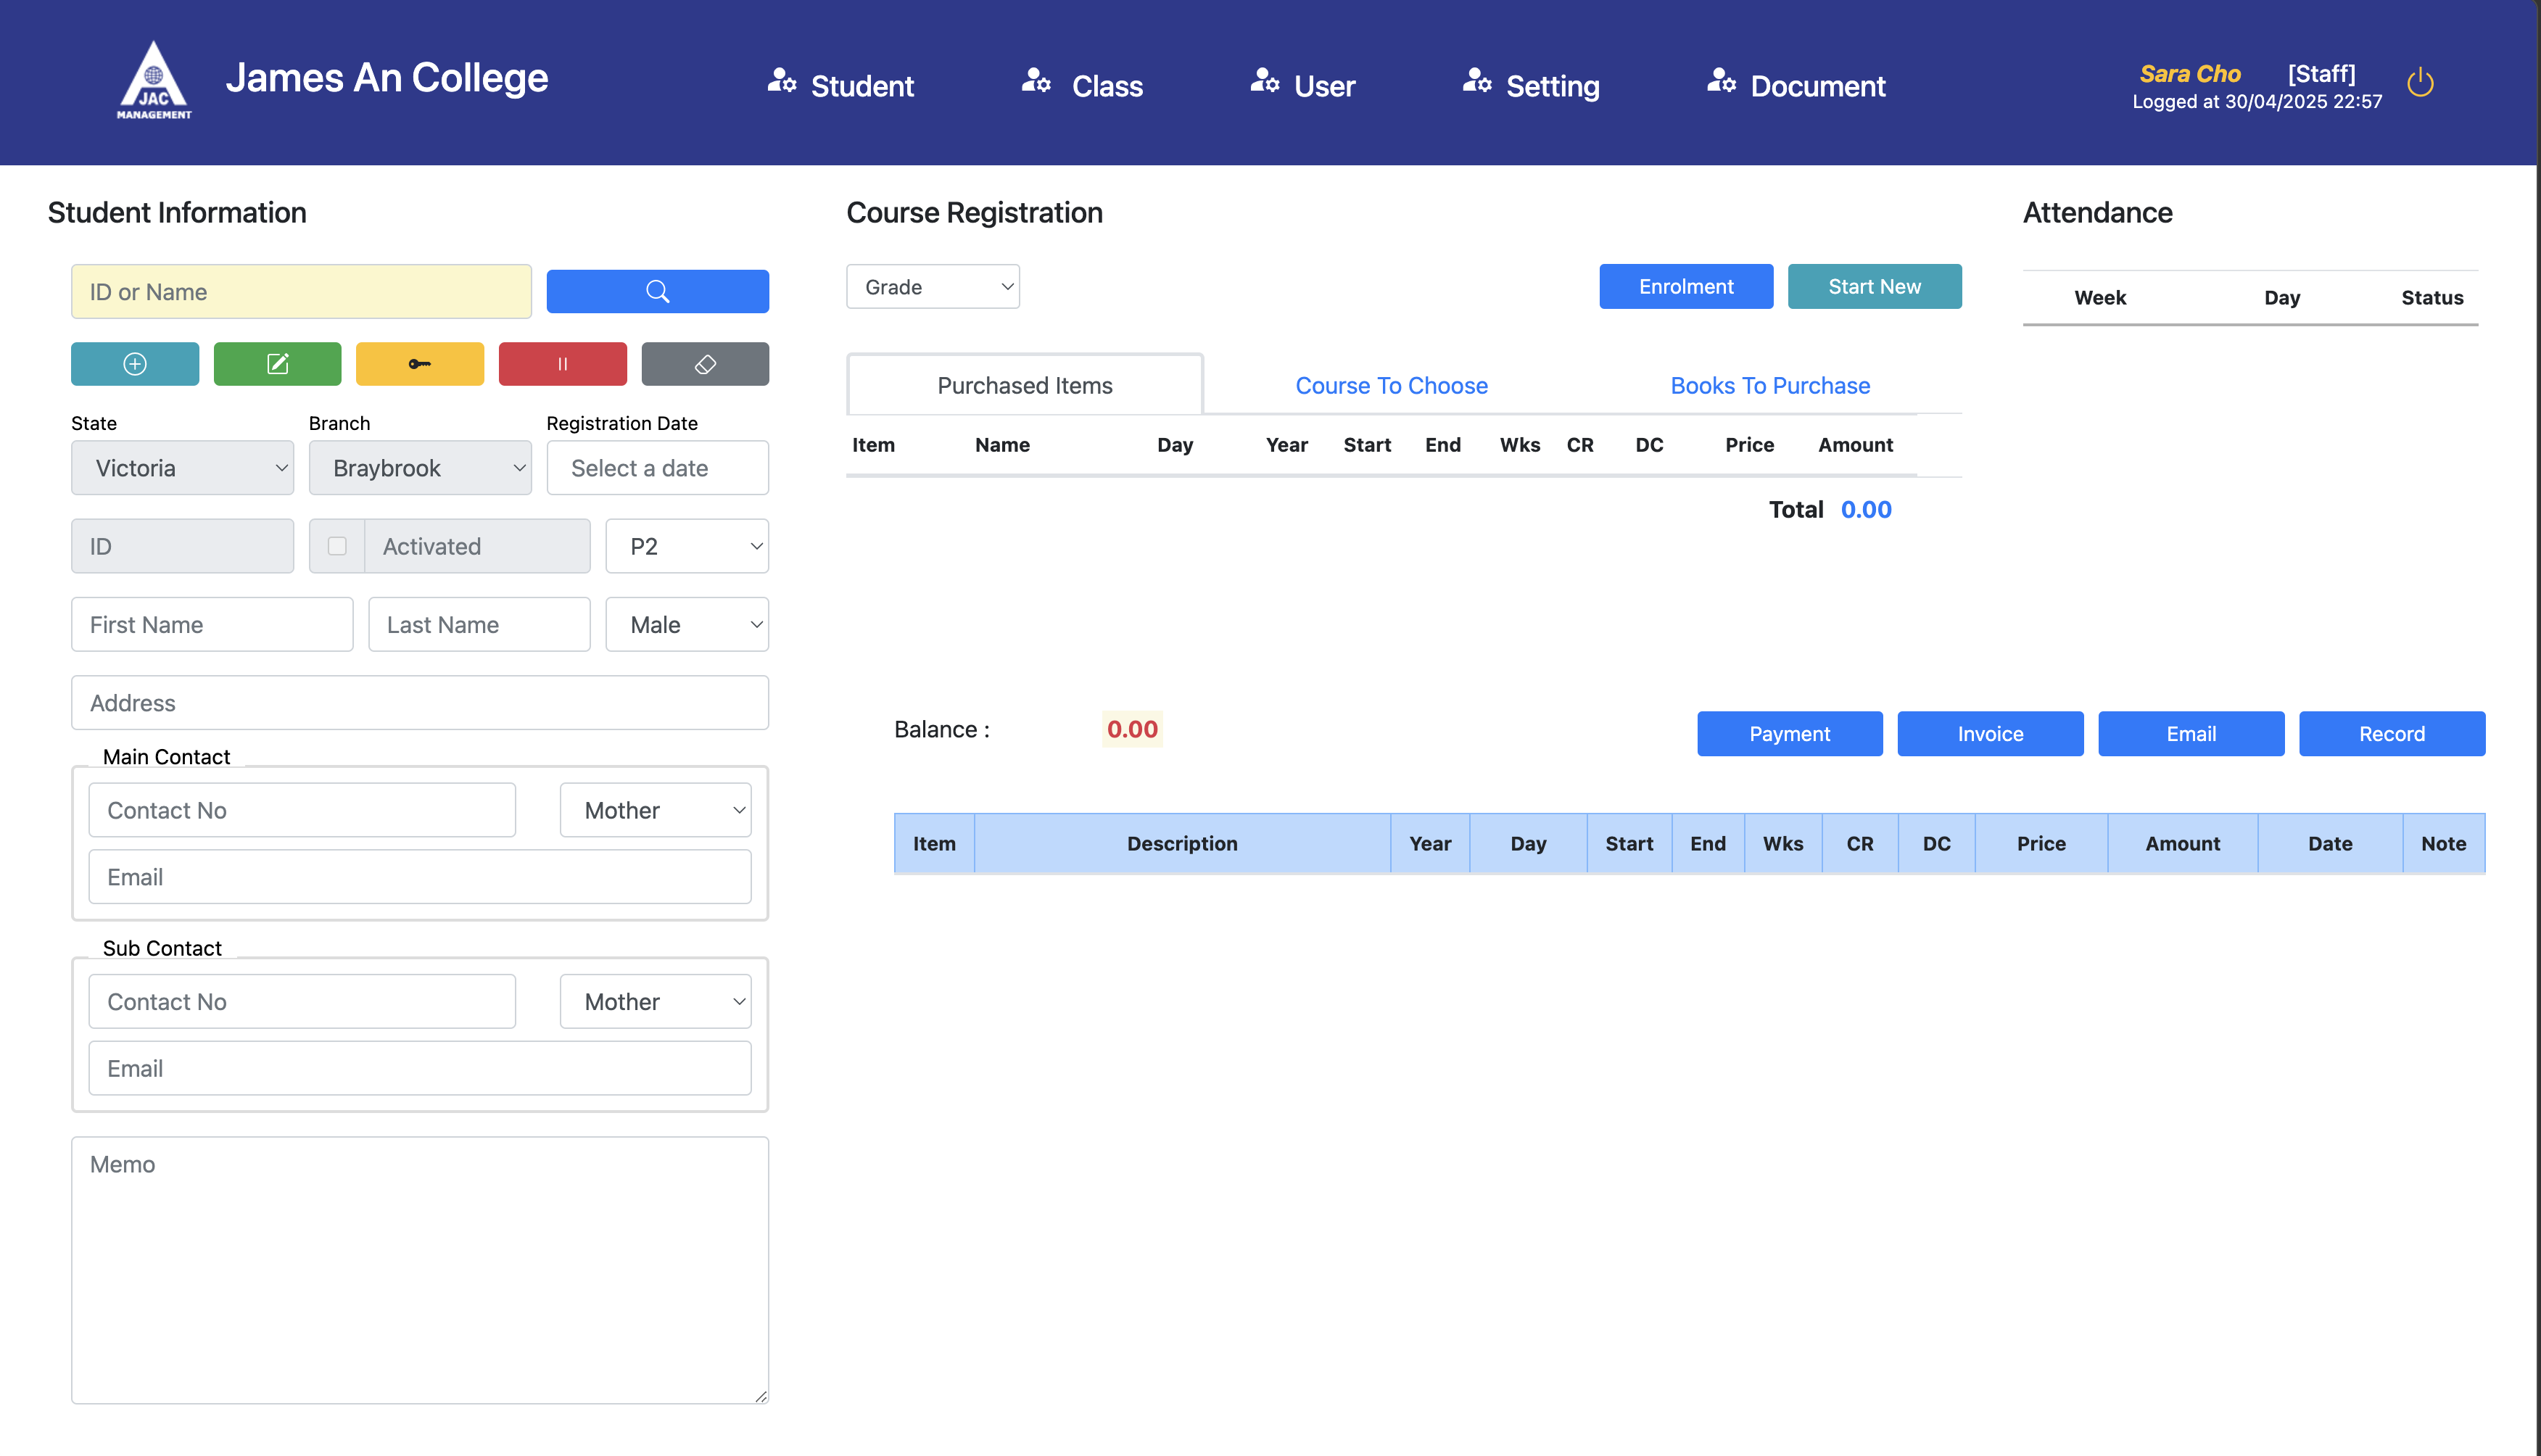 JAC
MANAGEMENT
James An College
Student
Class
User
Setting
Document
Sara Cho [Staff]
Logged at 30/04/2025 22:57
Student Information
ID or Name
State Branch Registration Date
Victoria Braybrook Select a date
ID Activated P2
First Name Last Name Male
Address
Main Contact
Contact No Mother
Email
Sub Contact
Contact No Mother
Email
Memo
Course Registration
Grade Enrolment Start New
Purchased Items Course To Choose Books To Purchase
Item Name Day Year Start End Wks CR DC Price Amount
Total 0.00
Attendance
Week Day Status
Balance : 0.00 Payment Invoice Email Record
Item Description Year Day Start End Wks CR DC Price Amount Date Note